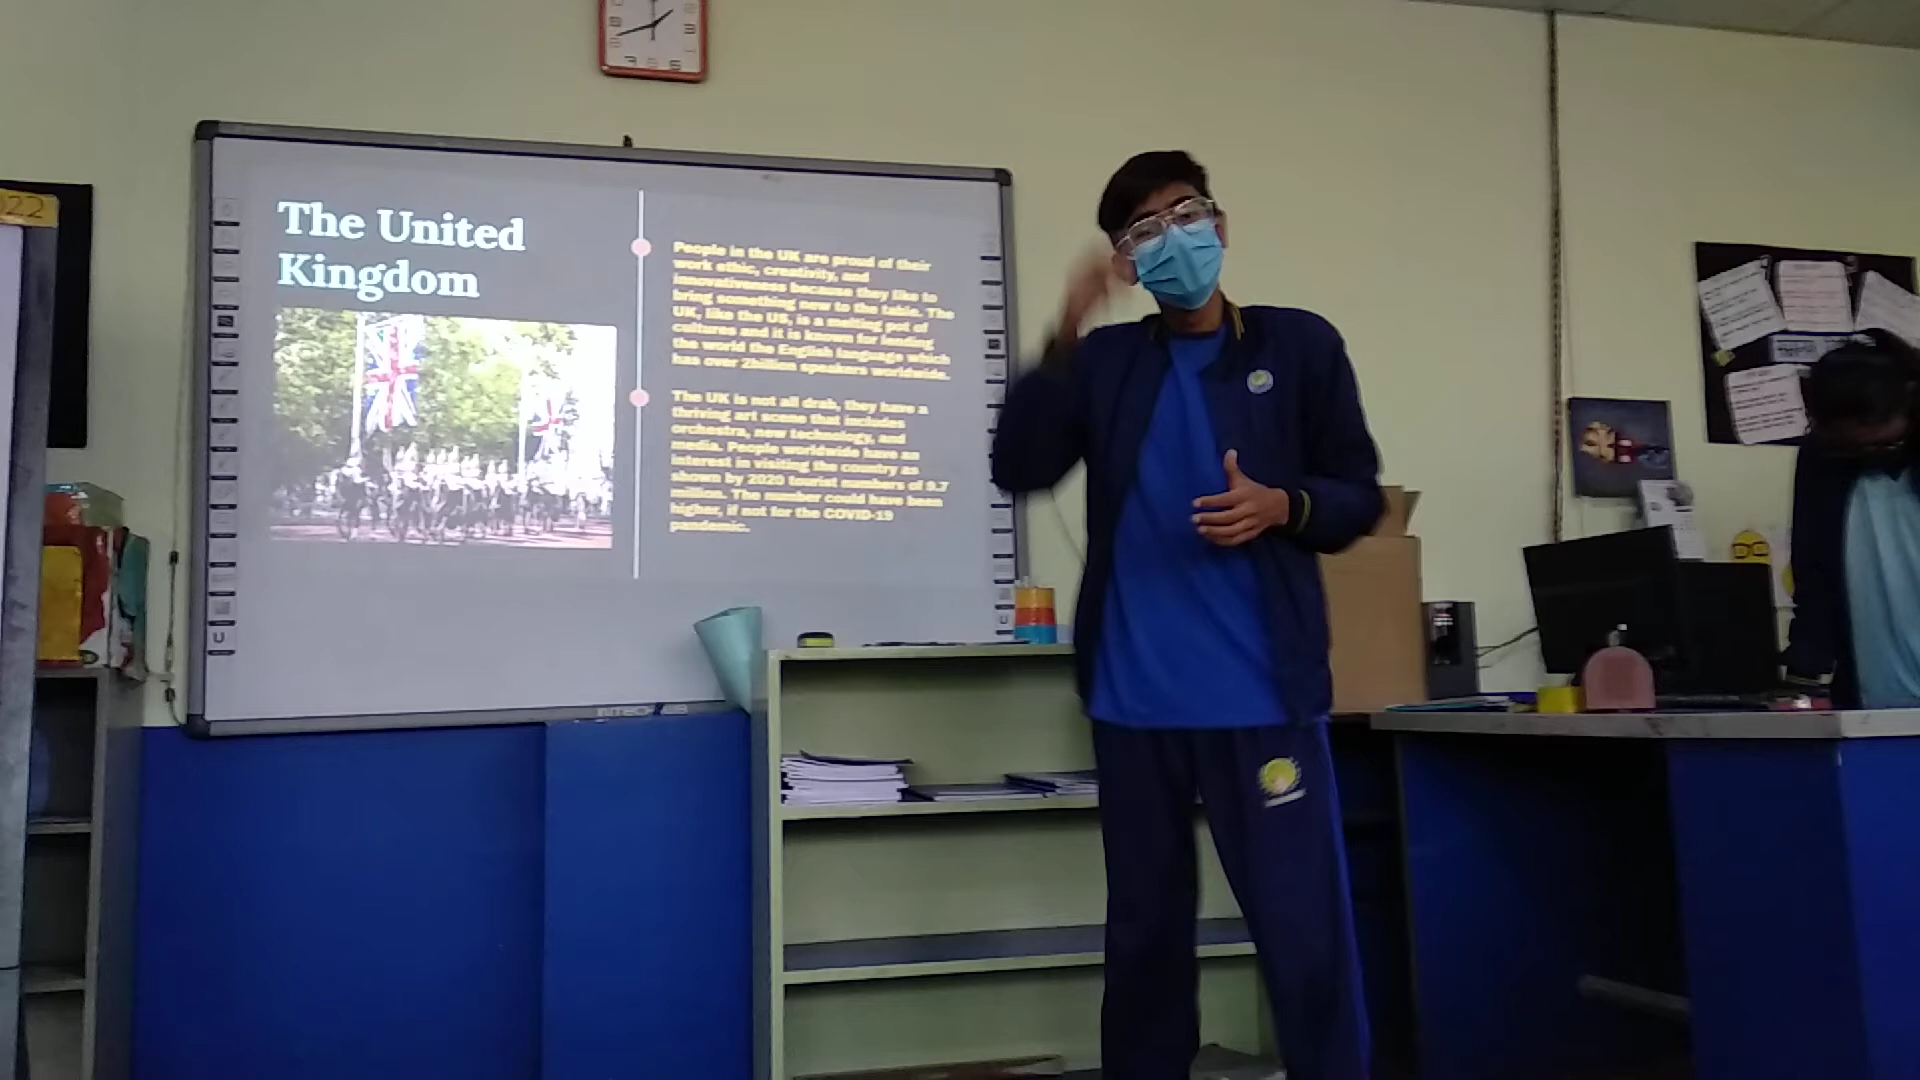 022
The United
Kingdom
People in the UK are proud of their
work ethic, creativity, and
innovativeness because they like to
bring something new to the table. The
UK, like the US, is a melting pot of
cultures and it is known for lending
the world the English language which
has over 2billion speakers worldwide.
The UK is not all drab, they have a
thriving art scene that includes
orchestra, new technology, and
media. People worldwide have an
interest in visiting the country as
shown by 2020 tourist numbers of 9.7
million. The number could have been
higher, if not for the COVID-19
pandemic.
U
U